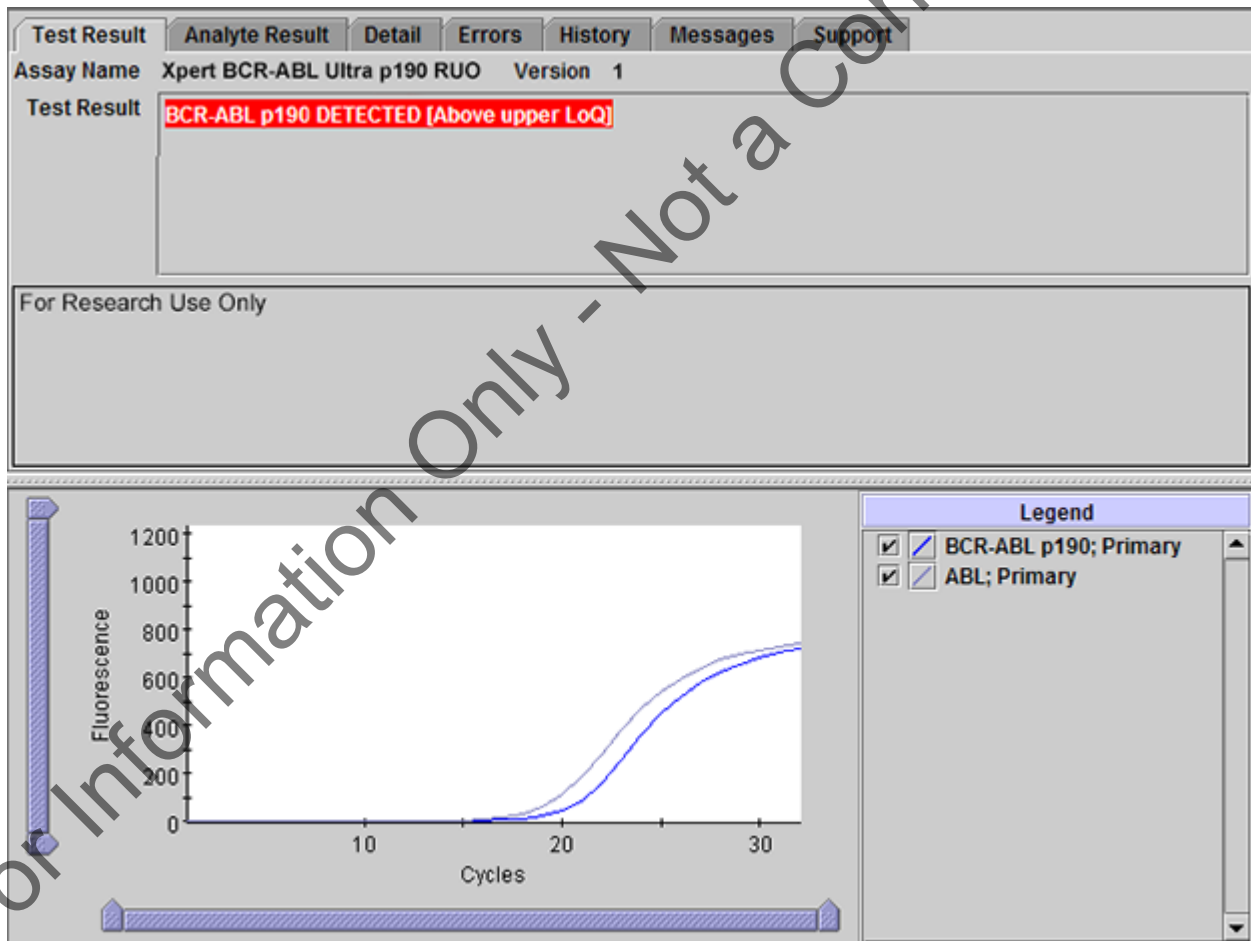 Test Result Analyte Result Detail Errors History Messages Support
Assay Name Xpert BCR-ABL Ultra p190 RUO Version 1
Test Result BCR-ABL p190 DETECTED [Above upper LoQ]
For Research Use Only
Legend
BCR-ABL p190; Primary
ABL; Primary
Fluorescence
1200
1000
800
600
400
200
0
10 20 30
Cycles
or Information Only - Not a Con